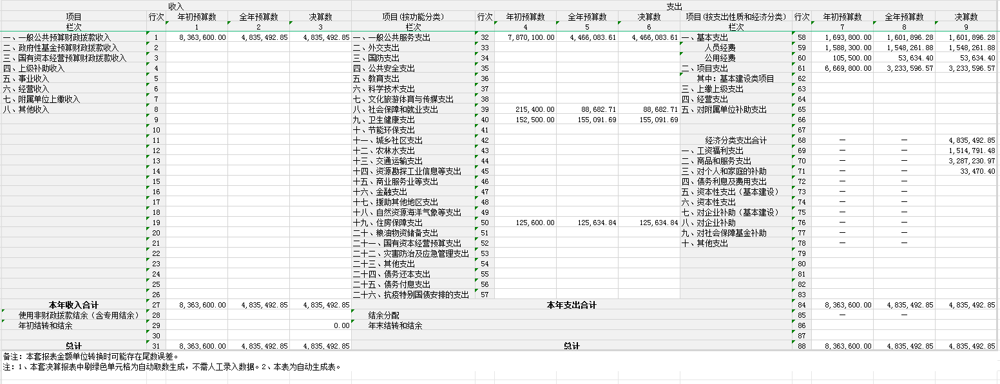 收入 支出
项目 行次 年初预算数 全年预算数 决算数 项目(按功能分类) 行次 年初预算数 全年预算数 决算数 项目(按支出性质和经济分类) 行次 年初预算数 全年预算数 决算数
栏次 1 2 3 栏次 4 5 6 栏次 7 8 9
一、一般公共预算财政拨款收入 1 8,363,600.00 4,835,492.85 4,835,492.85 一、一般公共服务支出 32 7,870,100.00 4,466,083.61 4,466,083.61 一、基本支出 58 1,693,800.00 1,601,896.28 1,601,896.28
二、政府性基金预算财政拨款收入 2 二、外交支出 33 人员经费 59 1,588,300.00 1,548,261.88 1,548,261.88
三、国有资本经营预算财政拨款收入 3 三、国防支出 34 公用经费 60 105,500.00 53,634.40 53,634.40
四、上级补助收入 4 四、公共安全支出 35 二、项目支出 61 6,669,800.00 3,233,596.57 3,233,596.57
五、事业收入 5 五、教育支出 36 其中：基本建设类项目 62
六、经营收入 6 六、科学技术支出 37 三、上缴上级支出 63
七、附属单位上缴收入 7 七、文化旅游体育与传媒支出 38 四、经营支出 64
八、其他收入 8 八、社会保障和就业支出 39 215,400.00 88,682.71 88,682.71 五、对附属单位补助支出 65
9 九、卫生健康支出 40 152,500.00 155,091.69 155,091.69 66
10 十、节能环保支出 41 67
11 十一、城乡社区支出 42 经济分类支出合计 68 — — 4,835,492.85
12 十二、农林水支出 43 一、工资福利支出 69 — — 1,514,791.48
13 十三、交通运输支出 44 二、商品和服务支出 70 — — 3,287,230.97
14 十四、资源勘探工业信息等支出 45 三、对个人和家庭的补助 71 — — 33,470.40
15 十五、商业服务业等支出 46 四、债务利息及费用支出 72 — —
16 十六、金融支出 47 五、资本性支出（基本建设） 73 — —
17 十七、援助其他地区支出 48 六、资本性支出 74 — —
18 十八、自然资源海洋气象等支出 49 七、对企业补助（基本建设） 75 — —
19 十九、住房保障支出 50 125,600.00 125,634.84 125,634.84 八、对企业补助 76 — —
20 二十、粮油物资储备支出 51 九、对社会保障基金补助 77 — —
21 二十一、国有资本经营预算支出 52 十、其他支出 78 — —
22 二十二、灾害防治及应急管理支出 53 79
23 二十三、其他支出 54 80
24 二十四、债务还本支出 55 81
25 二十五、债务付息支出 56 82
26 二十六、抗疫特别国债安排的支出 57 83
本年收入合计 27 8,363,600.00 4,835,492.85 4,835,492.85 本年支出合计 84 8,363,600.00 4,835,492.85 4,835,492.85
使用非财政拨款结余（含专用结余） 28 结余分配 85 — —
年初结转和结余 29 0.00 年末结转和结余 86
30 87
总计 31 8,363,600.00 4,835,492.85 4,835,492.85 总计 88 8,363,600.00 4,835,492.85 4,835,492.85
备注：本套报表金额单位转换时可能存在尾数误差。
注：1、本套决算报表中刷绿色单元格为自动取数生成，不需人工录入数据。2、本表为自动生成表。